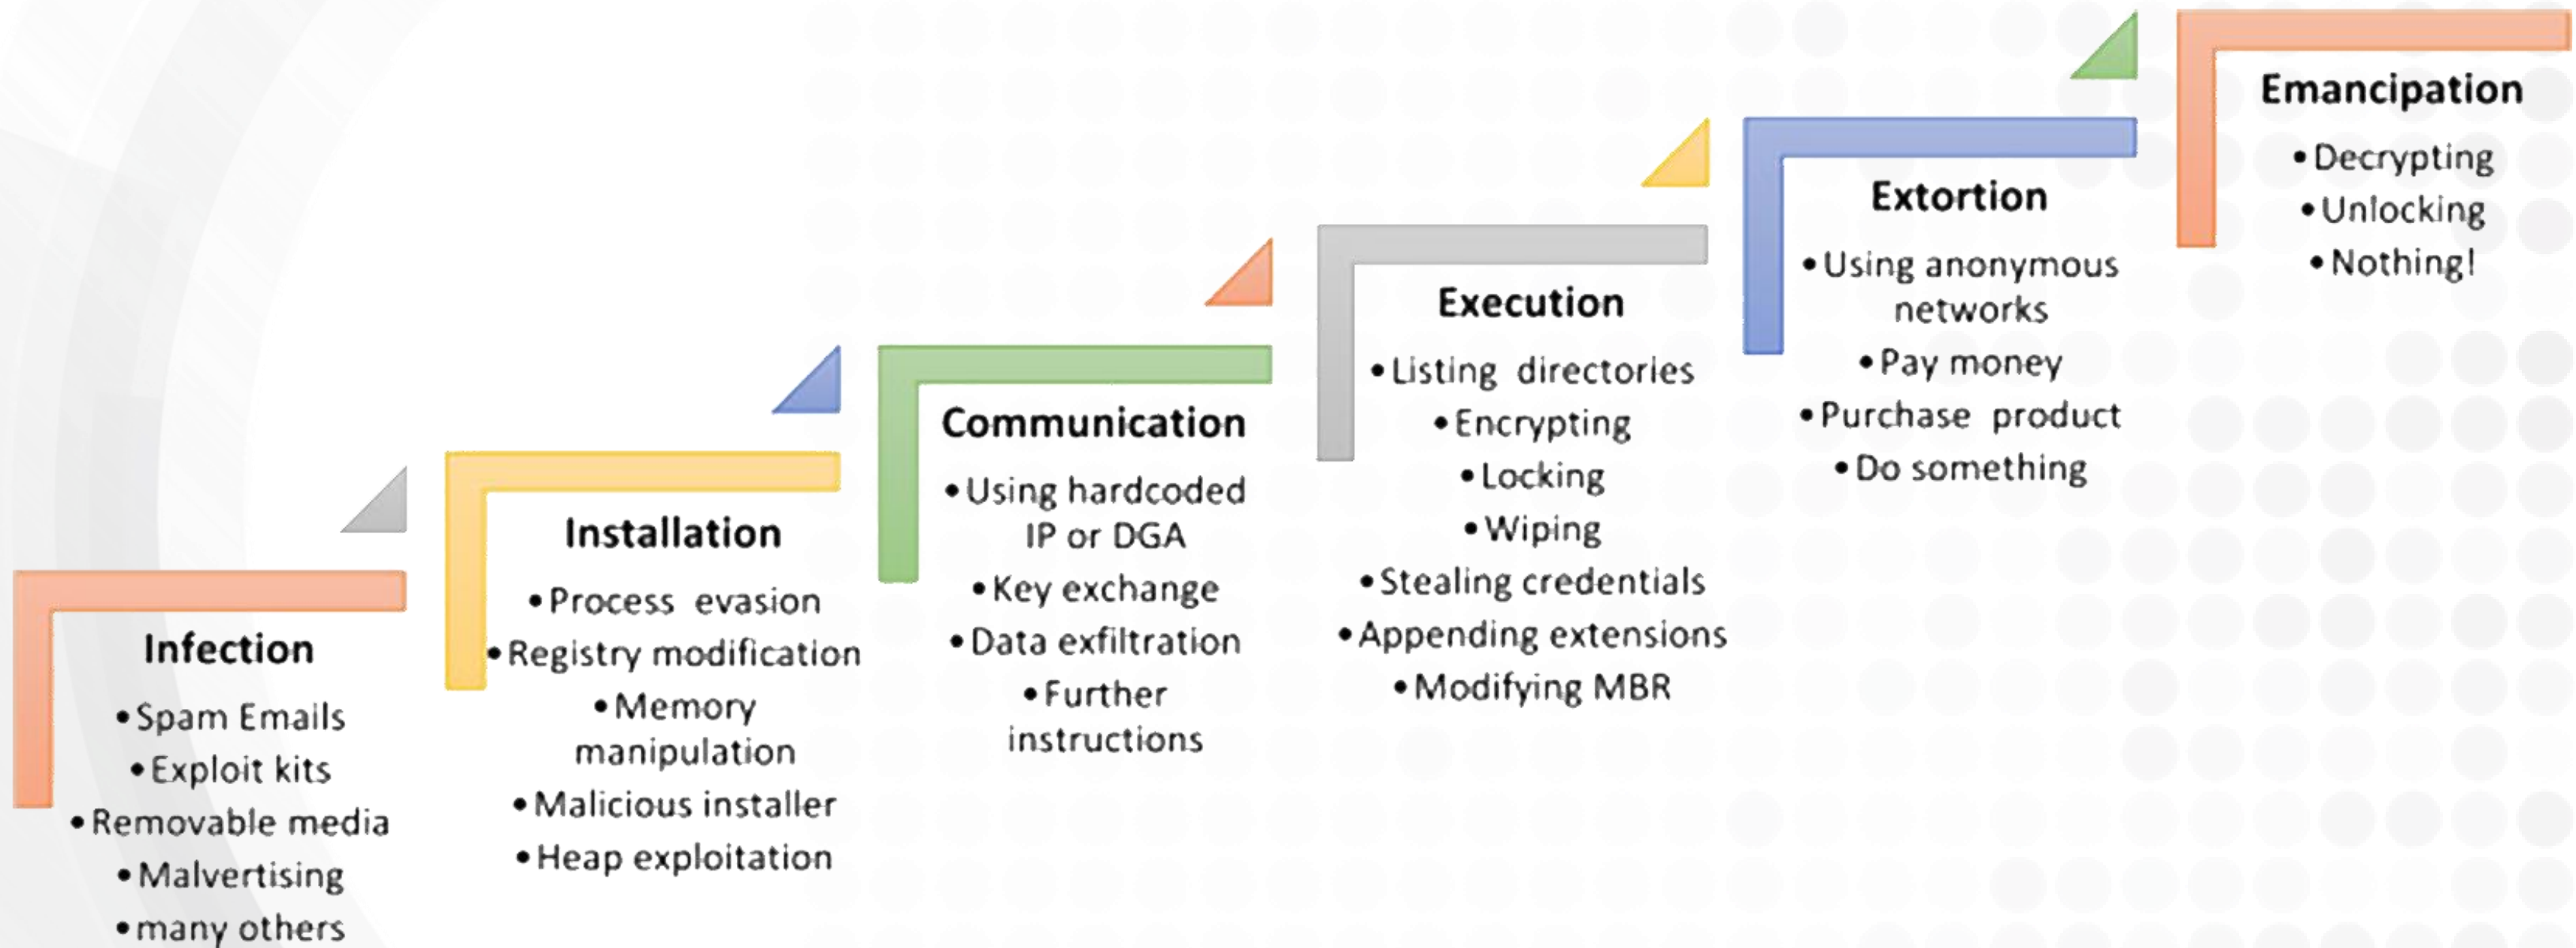 Infection
• Spam Emails
• Exploit kits
• Removable media
• Malvertising
• many others
Installation
• Process evasion
• Registry modification
• Memory
manipulation
• Malicious installer
• Heap exploitation
Communication
• Using hardcoded
IP or DGA
• Key exchange
• Data exfiltration
• Further
instructions
Execution
• Listing directories
• Encrypting
• Locking
• Wiping
• Stealing credentials
• Appending extensions
• Modifying MBR
Extortion
• Using anonymous
networks
• Pay money
• Purchase product
• Do something
Emancipation
• Decrypting
• Unlocking
• Nothing!